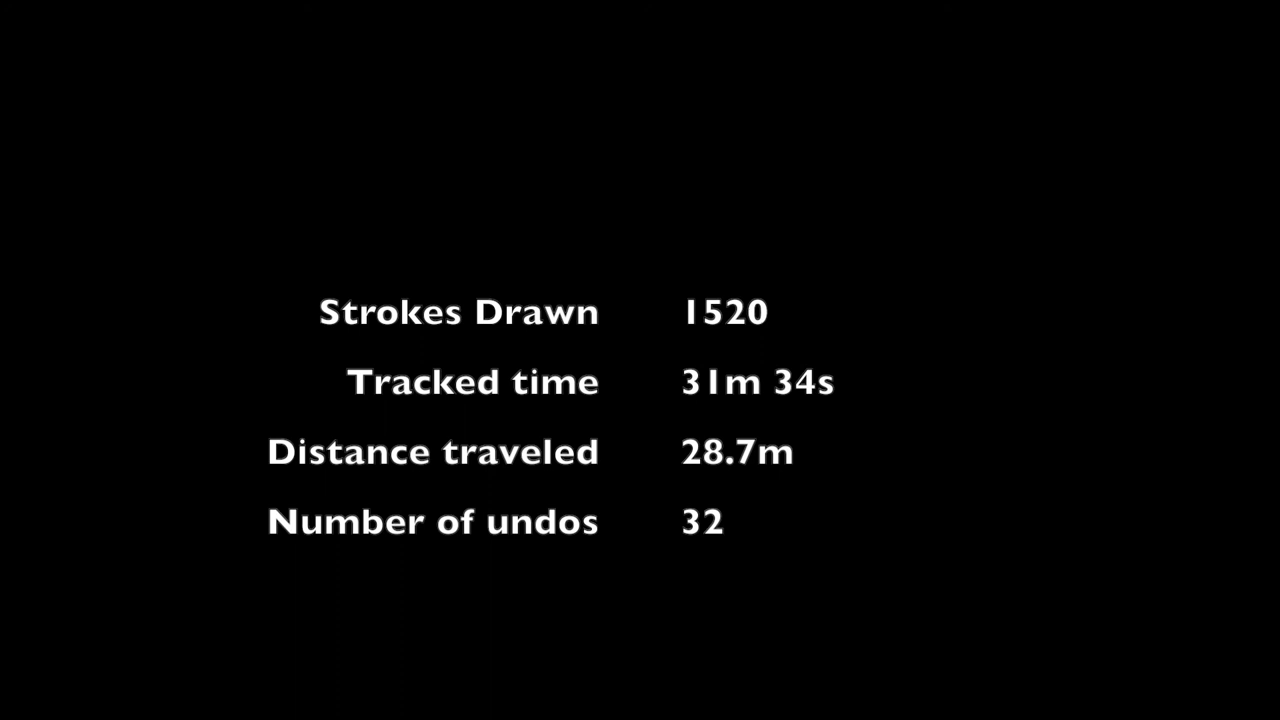 Strokes Drawn 1520
Tracked time 31m 34s
Distance traveled 28.7m
Number of undos 32